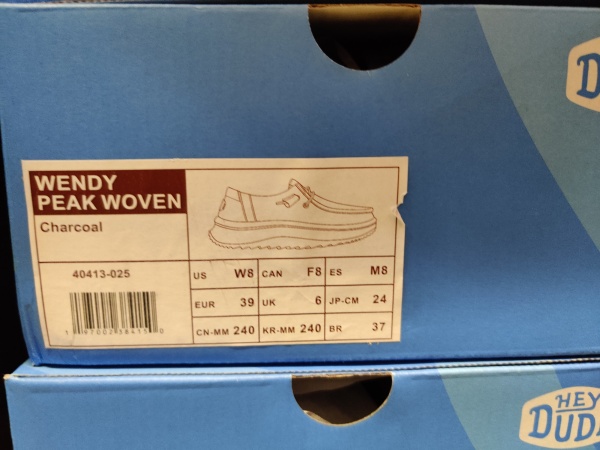 D
WENDY
PEAK WOVEN
Charcoal
40413-025
US W8 CAN F8 ES M8
EUR 39 UK 6 JP-CM 24
CN-MM 240 KR-MM 240 BR 37
HEY
DUD